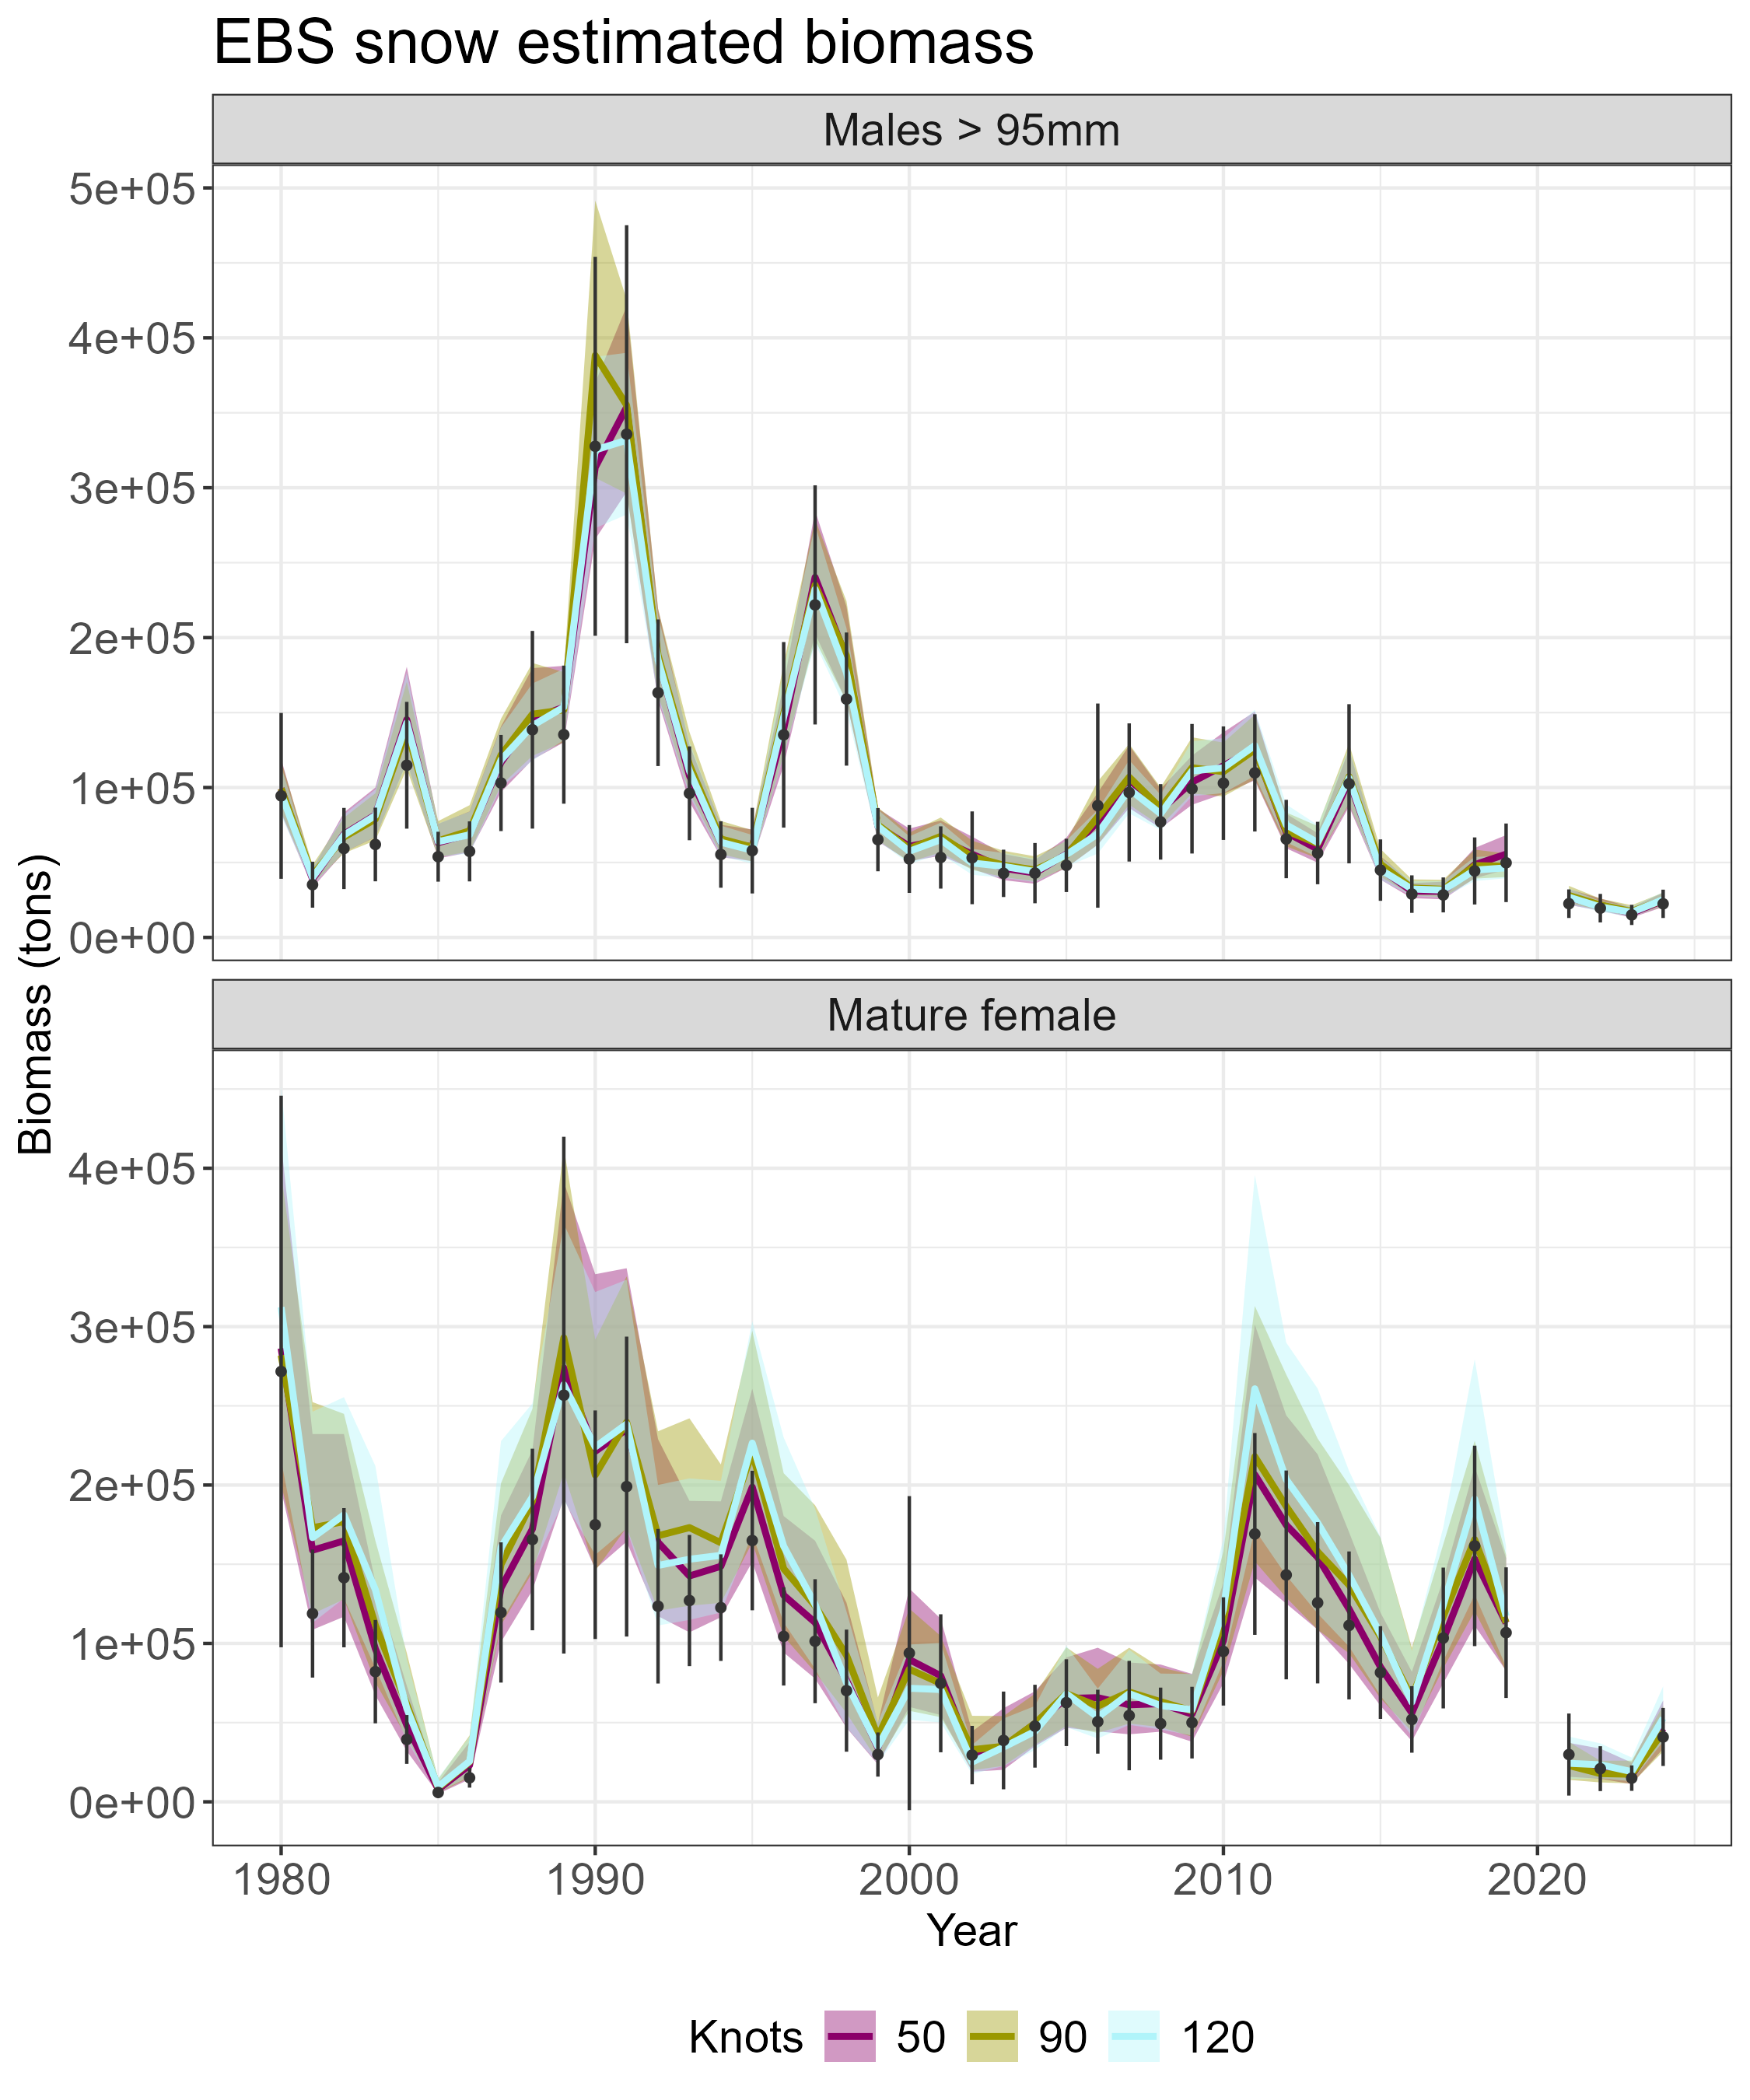 EBS snow estimated biomass
Males > 95mm
5e+05
4e+05
3e+05
2e+05
1e+05
0e+00
Biomass (tons)
Mature female
4e+05
3e+05
2e+05
1e+05
0e+00
1980 1990 2000 2010 2020
Year
Knots 50 90 120